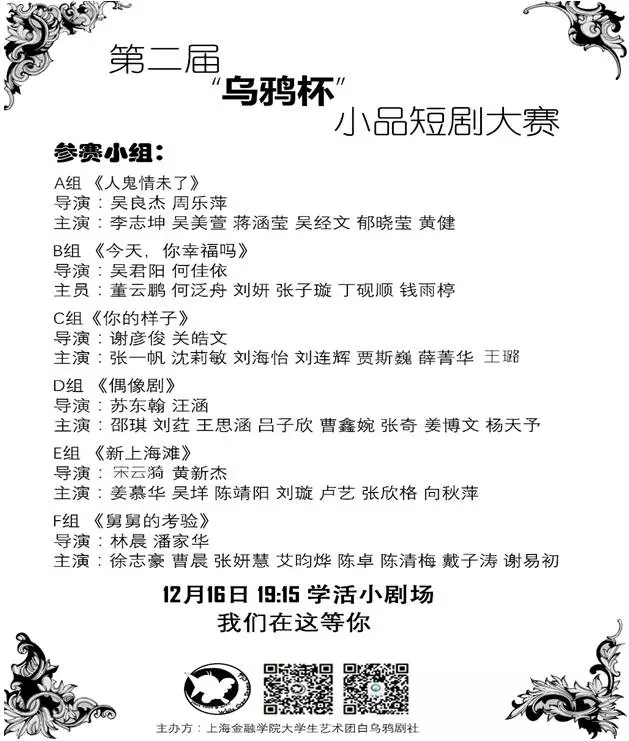 第二届
“乌鸦杯”
小品短剧大赛
参赛小组：
A组 《人鬼情未了》
导演：吴良杰 周乐萍
主演：李志坤 吴美萱 蒋涵莹 吴经文 郁晓莹 黄健
B组 《今天，你幸福吗》
导演：吴君阳 何佳依
主员：董云鹏 何泛舟 刘妍 张子璇 丁砚顺 钱雨椁
C组 《你的样子》
导演：谢彦俊 关皓文
主演：张一帆 沈莉敏 刘海怡 刘连辉 贾斯巍 薛菁华 王璐
D组 《偶像剧》
导演：苏东翰 汪涵
主演：邵琪 刘荭 王思涵 吕子欣 曹鑫婉 张奇 姜博文 杨天予
E组 《新上海滩》
导演：宋云漪 黄新杰
主演：姜慕华 吴垟 陈靖阳 刘璇 卢艺 张欣格 向秋萍
F组 《舅舅的考验》
导演：林晨 潘家华
主演：徐志豪 曹晨 张妍慧 艾昀烨 陈卓 陈清梅 戴子涛 谢易初
12月16日 19:15 学活小剧场
我们在这等你
主办方：上海金融学院大学生艺术团白乌鸦剧社